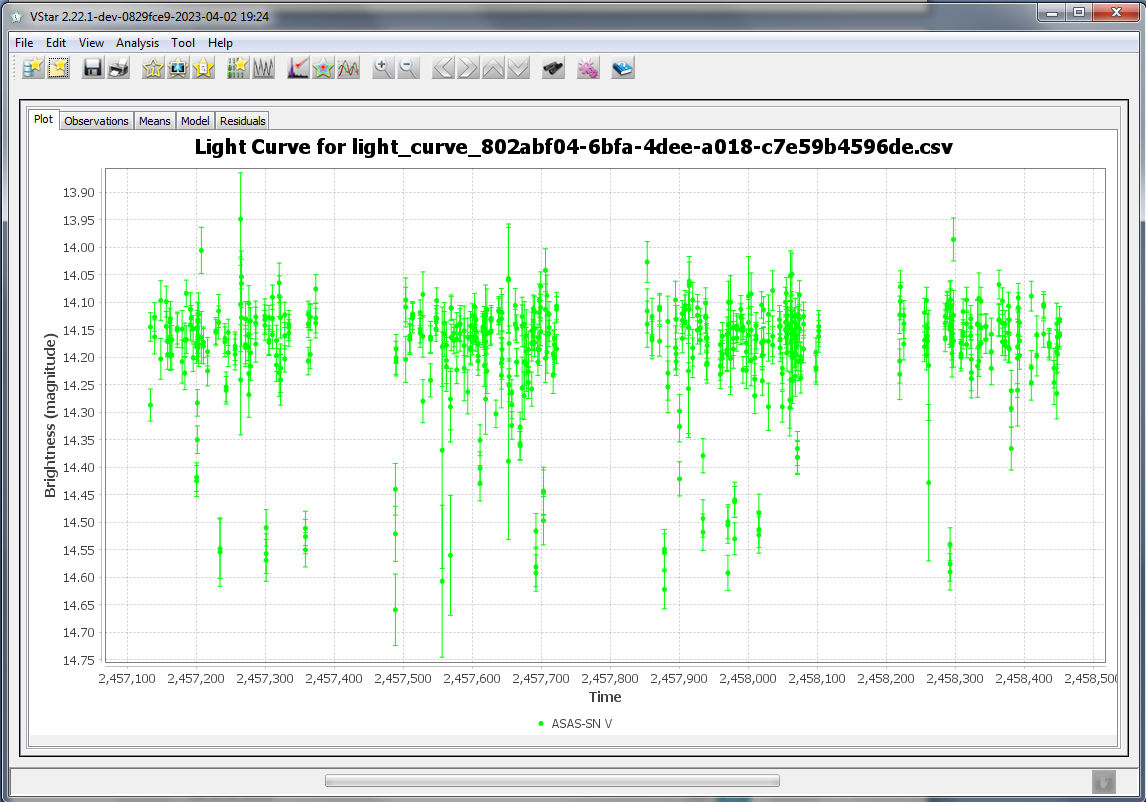 VStar 2.22.1-dev-0829fce9-2023-04-02 19:24
File Edit View Analysis Tool Help
Plot Observations Means Model Residuals
Light Curve for light_curve_802abf04-6bfa-4dee-a018-c7e59b4596de.csv
Brightness (magnitude)
13.90
13.95
14.00
14.05
14.10
14.15
14.20
14.25
14.30
14.35
14.40
14.45
14.50
14.55
14.60
14.65
14.70
14.75
2,457,100 2,457,200 2,457,300 2,457,400 2,457,500 2,457,600 2,457,700 2,457,800 2,457,900 2,458,000 2,458,100 2,458,200 2,458,300 2,458,400 2,458,500
Time
ASAS-SN V